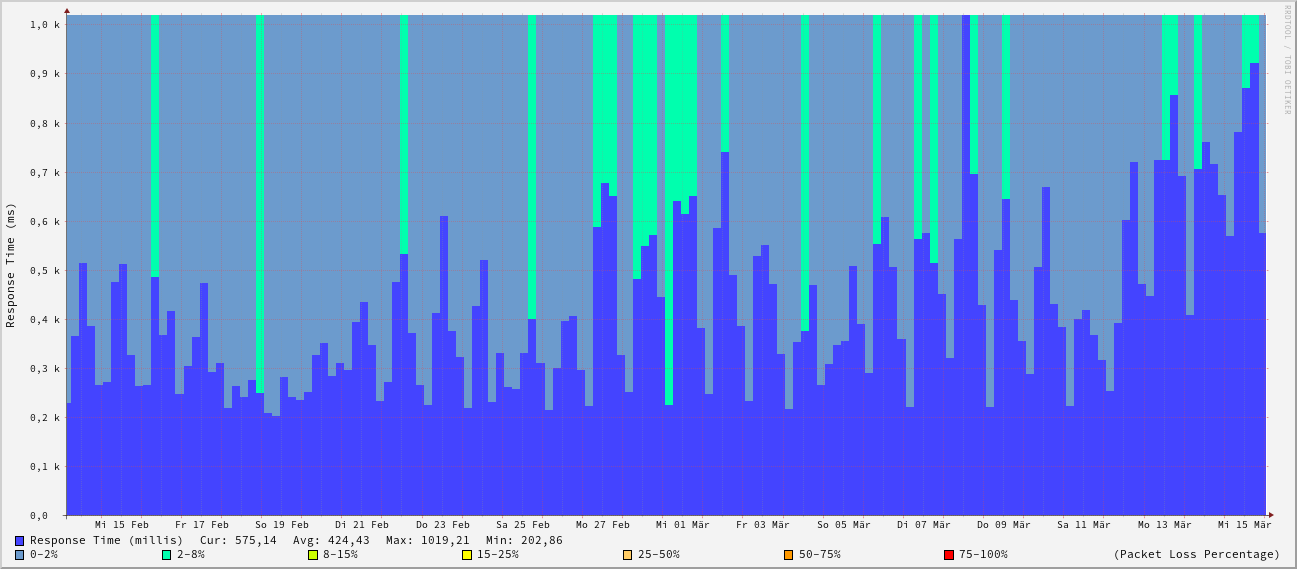 1,0 k
0,9 k
0,8 k
0,7 k
0,6 k
0,5 k
0,4 k
0,3 k
0,2 k
0,1 k
0,0
Response Time (ms)
RRDTOOL / TOBI OETIKER
Mi 15 Feb Fr 17 Feb So 19 Feb Di 21 Feb Do 23 Feb Sa 25 Feb Mo 27 Feb Mi 01 Mär Fr 03 Mär So 05 Mär Di 07 Mär Do 09 Mär Sa 11 Mär Mo 13 Mär Mi 15 Mär
Response Time (millis) Cur: 575,14 Avg: 424,43 Max: 1019,21 Min: 202,86
0-2% 2-8% 8-15% 15-25% 25-50% 50-75% 75-100% (Packet Loss Percentage)